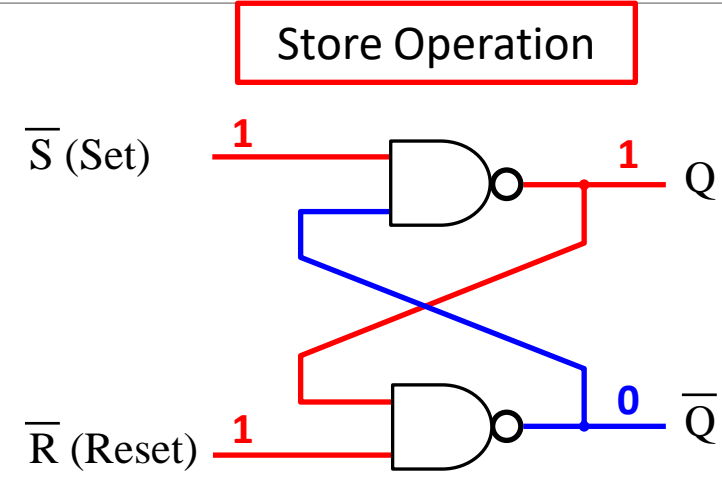 Store Operation
S̅ (Set)
1
1
Q
0
Q̅
R̅ (Reset)
1